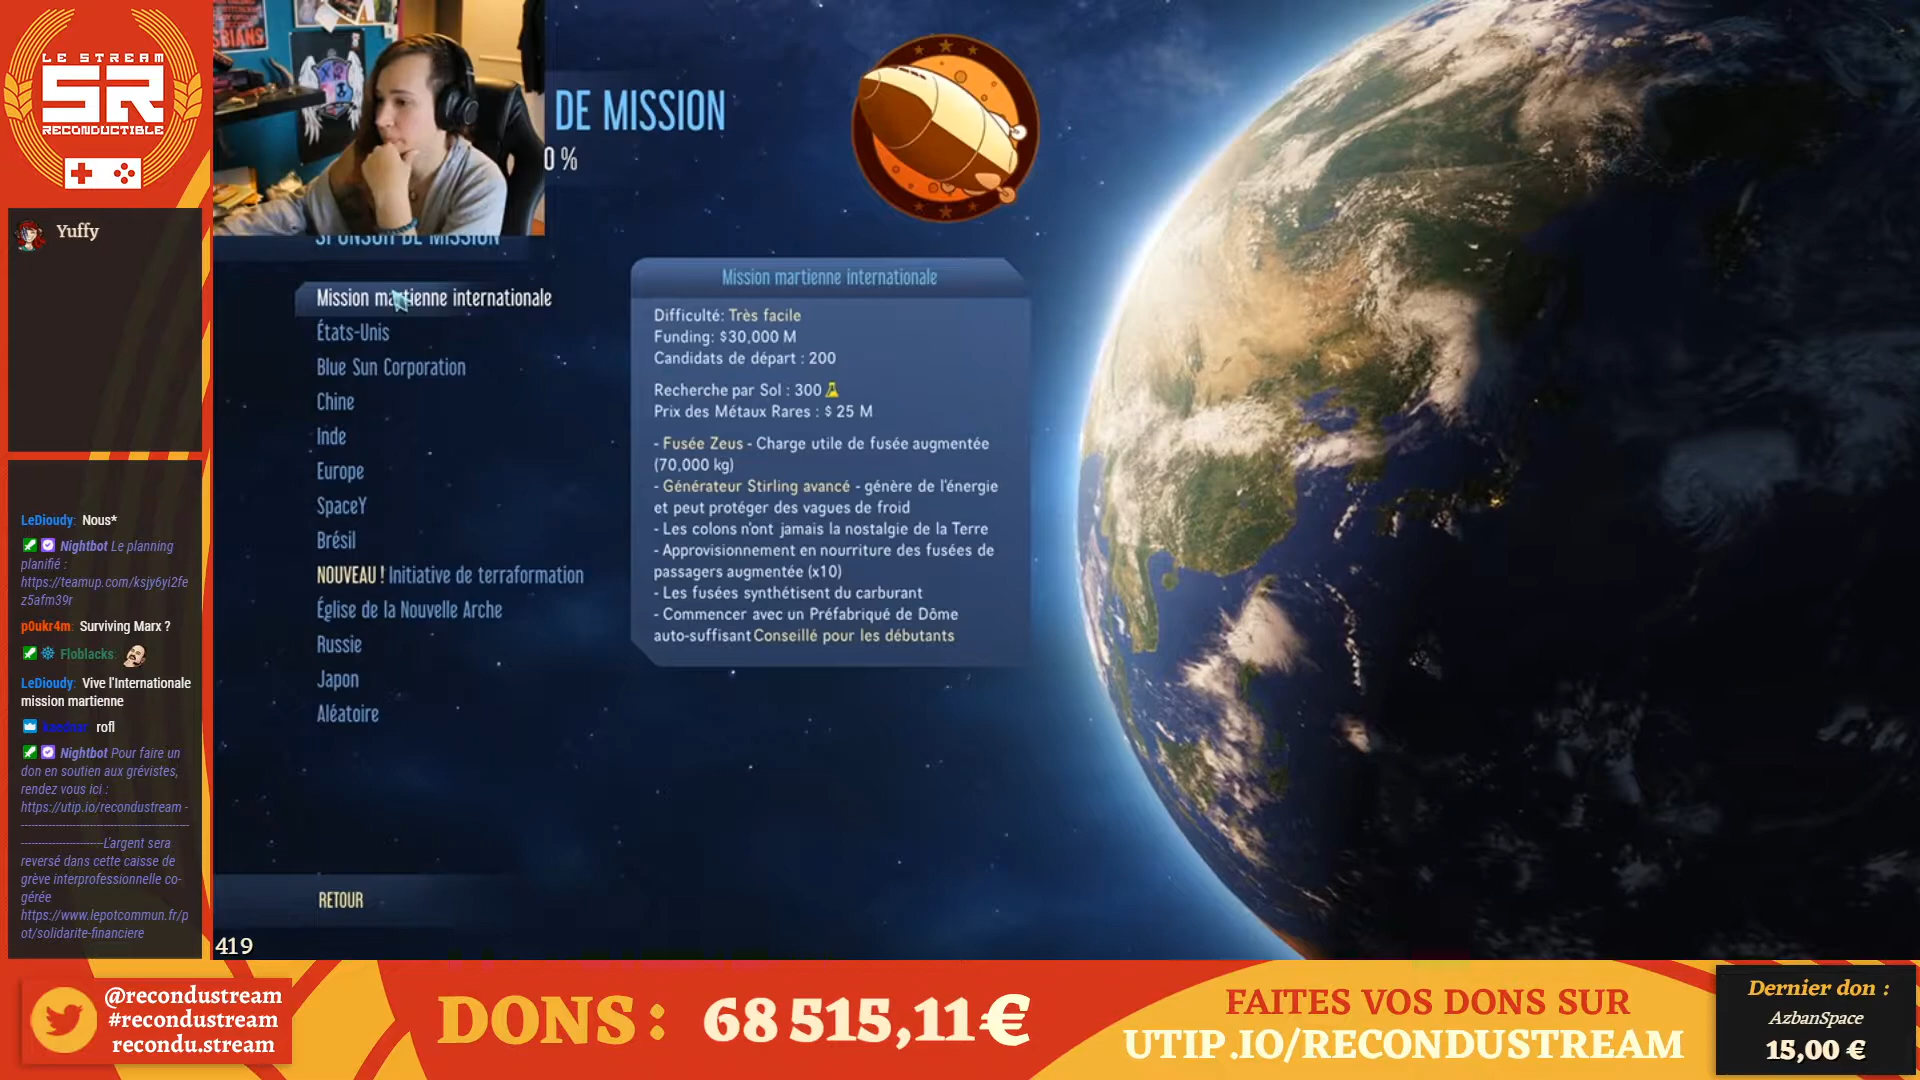 LE STREAM
SR
RECONDUCTIBLE
Yuffy
LeDioudy: Nous*
Nightbot Le planning
planifié :
https://teamup.com/ksjy6yi2fe
z5afm39r
p0ukr4m: Surviving Marx ?
Floblacks:
LeDioudy: Vive l'Internationale
mission martienne
rofl
Nightbot Pour faire un
don en soutien aux grévistes,
rendez vous ici :
https://utip.io/recondustream -
----------------------------------------
--------------------L'argent sera
reversé dans cette caisse de
grève interprofessionnelle co-
gérée
https://www.lepotcommun.fr/p
ot/solidarite-financiere
DE MISSION
0 %
SPONSOR DE MISSION
Mission martienne internationale
États-Unis
Blue Sun Corporation
Chine
Inde
Europe
SpaceY
Brésil
NOUVEAU ! Initiative de terraformation
Église de la Nouvelle Arche
Russie
Japon
Aléatoire
RETOUR
419
Mission martienne internationale
Difficulté: Très facile
Funding: $30,000 M
Candidats de départ : 200
Recherche par Sol : 300
Prix des Métaux Rares : $ 25 M
- Fusée Zeus - Charge utile de fusée augmentée
(70,000 kg)
- Générateur Stirling avancé - génère de l'énergie
et peut protéger des vagues de froid
- Les colons n'ont jamais la nostalgie de la Terre
- Approvisionnement en nourriture des fusées de
passagers augmentée (x10)
- Les fusées synthétisent du carburant
- Commencer avec un Préfabriqué de Dôme
auto-suffisant Conseillé pour les débutants
@recondustream
#recondustream
recondu.stream
DONS : 68 515,11€
FAITES VOS DONS SUR
UTIP.IO/RECONDUSTREAM
Dernier don :
AzbanSpace
15,00 €